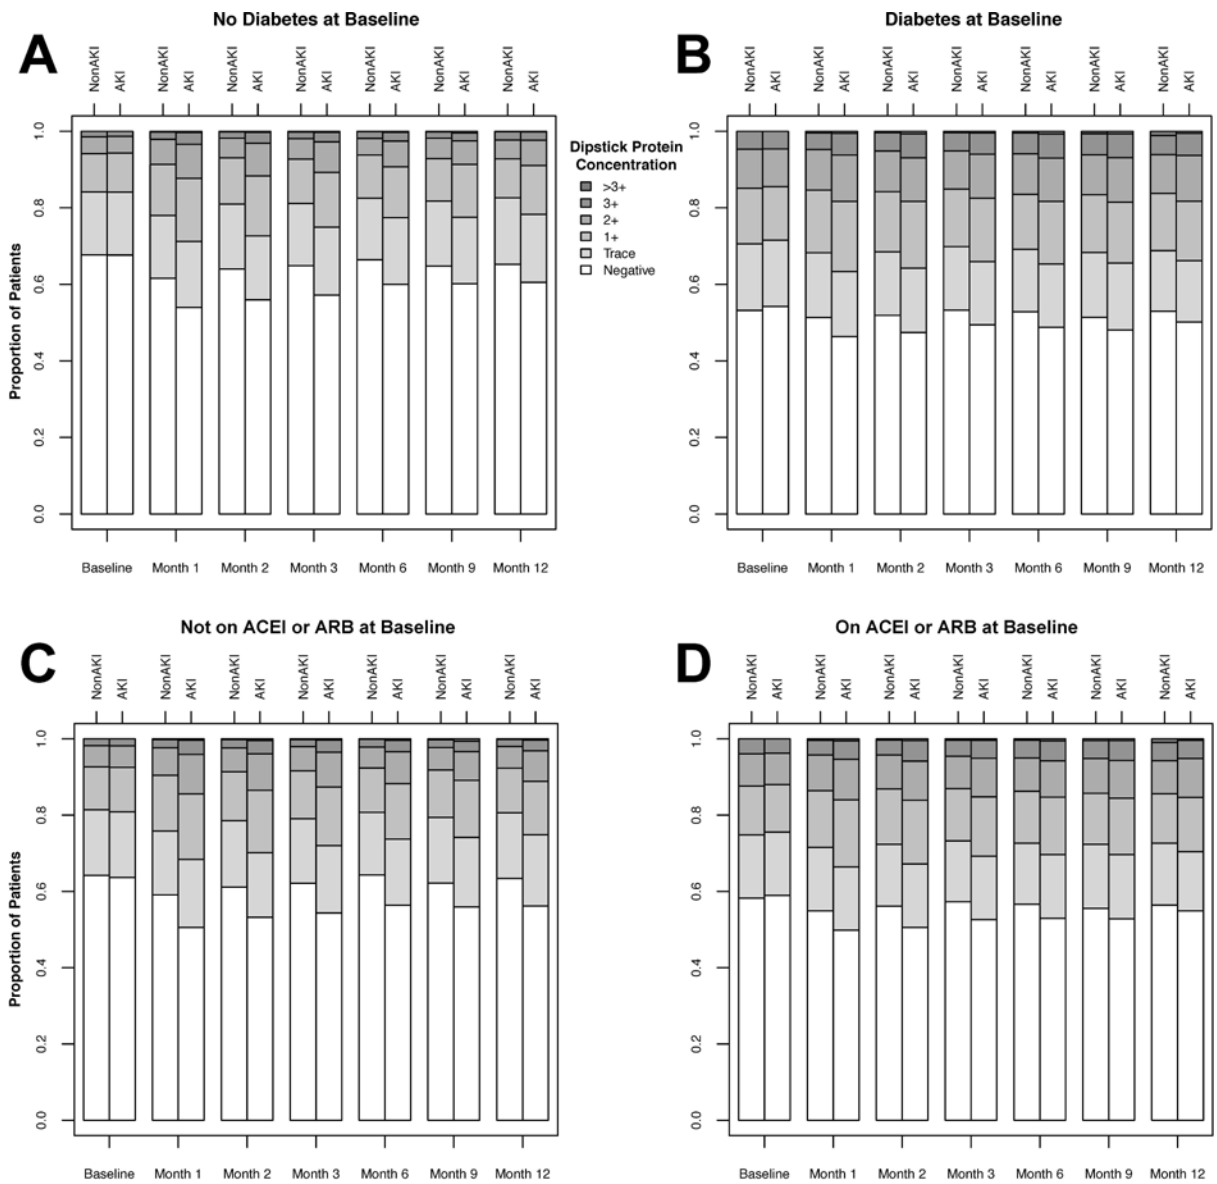 No Diabetes at Baseline
A
NonAKI AKI NonAKI AKI NonAKI AKI NonAKI AKI NonAKI AKI NonAKI AKI NonAKI AKI
Proportion of Patients
1.0
0.8
0.6
0.4
0.2
0.0
Baseline Month 1 Month 2 Month 3 Month 6 Month 9 Month 12
Dipstick Protein
Concentration
>3+
3+
2+
1+
Trace
Negative
Diabetes at Baseline
B
NonAKI AKI NonAKI AKI NonAKI AKI NonAKI AKI NonAKI AKI NonAKI AKI NonAKI AKI
1.0
0.8
0.6
0.4
0.2
0.0
Baseline Month 1 Month 2 Month 3 Month 6 Month 9 Month 12
Not on ACEI or ARB at Baseline
C
NonAKI AKI NonAKI AKI NonAKI AKI NonAKI AKI NonAKI AKI NonAKI AKI NonAKI AKI
Proportion of Patients
1.0
0.8
0.6
0.4
0.2
0.0
Baseline Month 1 Month 2 Month 3 Month 6 Month 9 Month 12
On ACEI or ARB at Baseline
D
NonAKI AKI NonAKI AKI NonAKI AKI NonAKI AKI NonAKI AKI NonAKI AKI NonAKI AKI
1.0
0.8
0.6
0.4
0.2
0.0
Baseline Month 1 Month 2 Month 3 Month 6 Month 9 Month 12